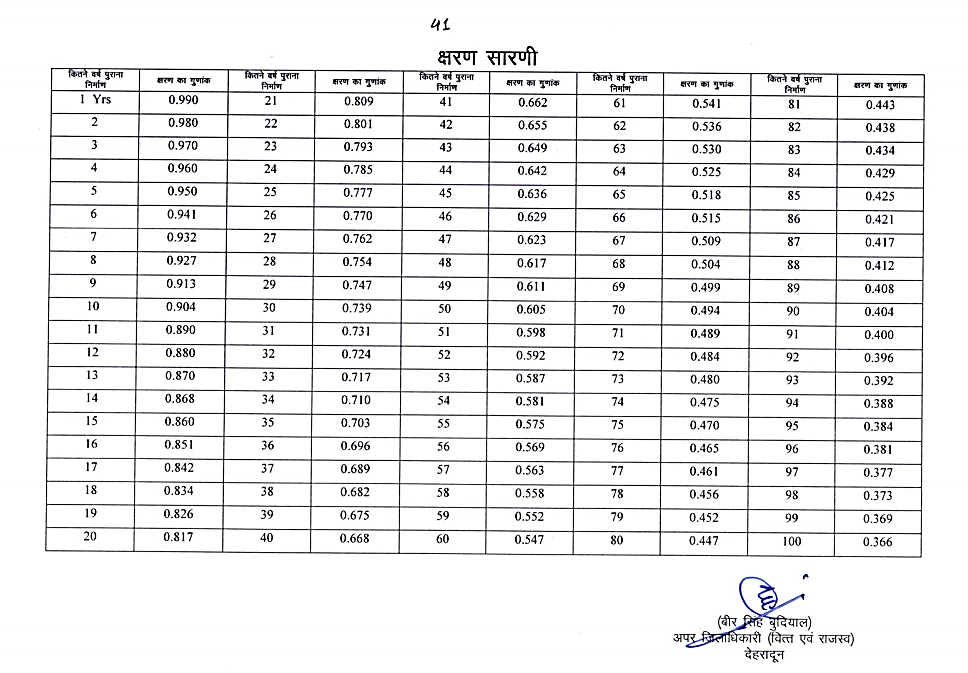 41
क्षरण सारणी
कितने वर्ष पुराना निर्माण क्षरण का गुणांक कितने वर्ष पुराना निर्माण क्षरण का गुणांक कितने वर्ष पुराना निर्माण क्षरण का गुणांक कितने वर्ष पुराना निर्माण क्षरण का गुणांक कितने वर्ष पुराना निर्माण क्षरण का गुणांक
1 Yrs 0.990 21 0.809 41 0.662 61 0.541 81 0.443
2 0.980 22 0.801 42 0.655 62 0.536 82 0.438
3 0.970 23 0.793 43 0.649 63 0.530 83 0.434
4 0.960 24 0.785 44 0.642 64 0.525 84 0.429
5 0.950 25 0.777 45 0.636 65 0.518 85 0.425
6 0.941 26 0.770 46 0.629 66 0.515 86 0.421
7 0.932 27 0.762 47 0.623 67 0.509 87 0.417
8 0.927 28 0.754 48 0.617 68 0.504 88 0.412
9 0.913 29 0.747 49 0.611 69 0.499 89 0.408
10 0.904 30 0.739 50 0.605 70 0.494 90 0.404
11 0.890 31 0.731 51 0.598 71 0.489 91 0.400
12 0.880 32 0.724 52 0.592 72 0.484 92 0.396
13 0.870 33 0.717 53 0.587 73 0.480 93 0.392
14 0.868 34 0.710 54 0.581 74 0.475 94 0.388
15 0.860 35 0.703 55 0.575 75 0.470 95 0.384
16 0.851 36 0.696 56 0.569 76 0.465 96 0.381
17 0.842 37 0.689 57 0.563 77 0.461 97 0.377
18 0.834 38 0.682 58 0.558 78 0.456 98 0.373
19 0.826 39 0.675 59 0.552 79 0.452 99 0.369
20 0.817 40 0.668 60 0.547 80 0.447 100 0.366
(बीर सिंह बुदियाल)
अपर जिलाधिकारी (वित्त एवं राजस्व)
देहरादून